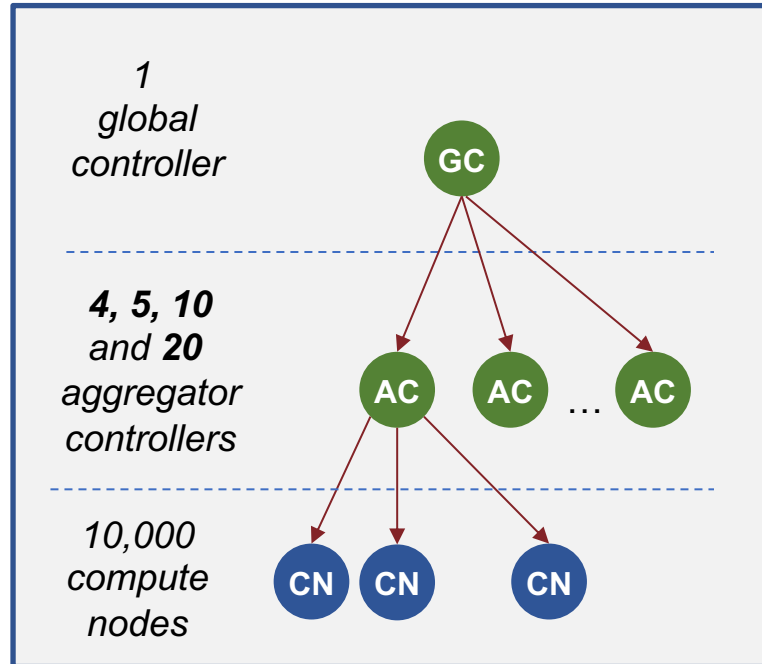 1
global
controller
GC
4, 5, 10
and 20
aggregator
controllers
AC AC ... AC
10,000
compute
nodes
CN CN CN